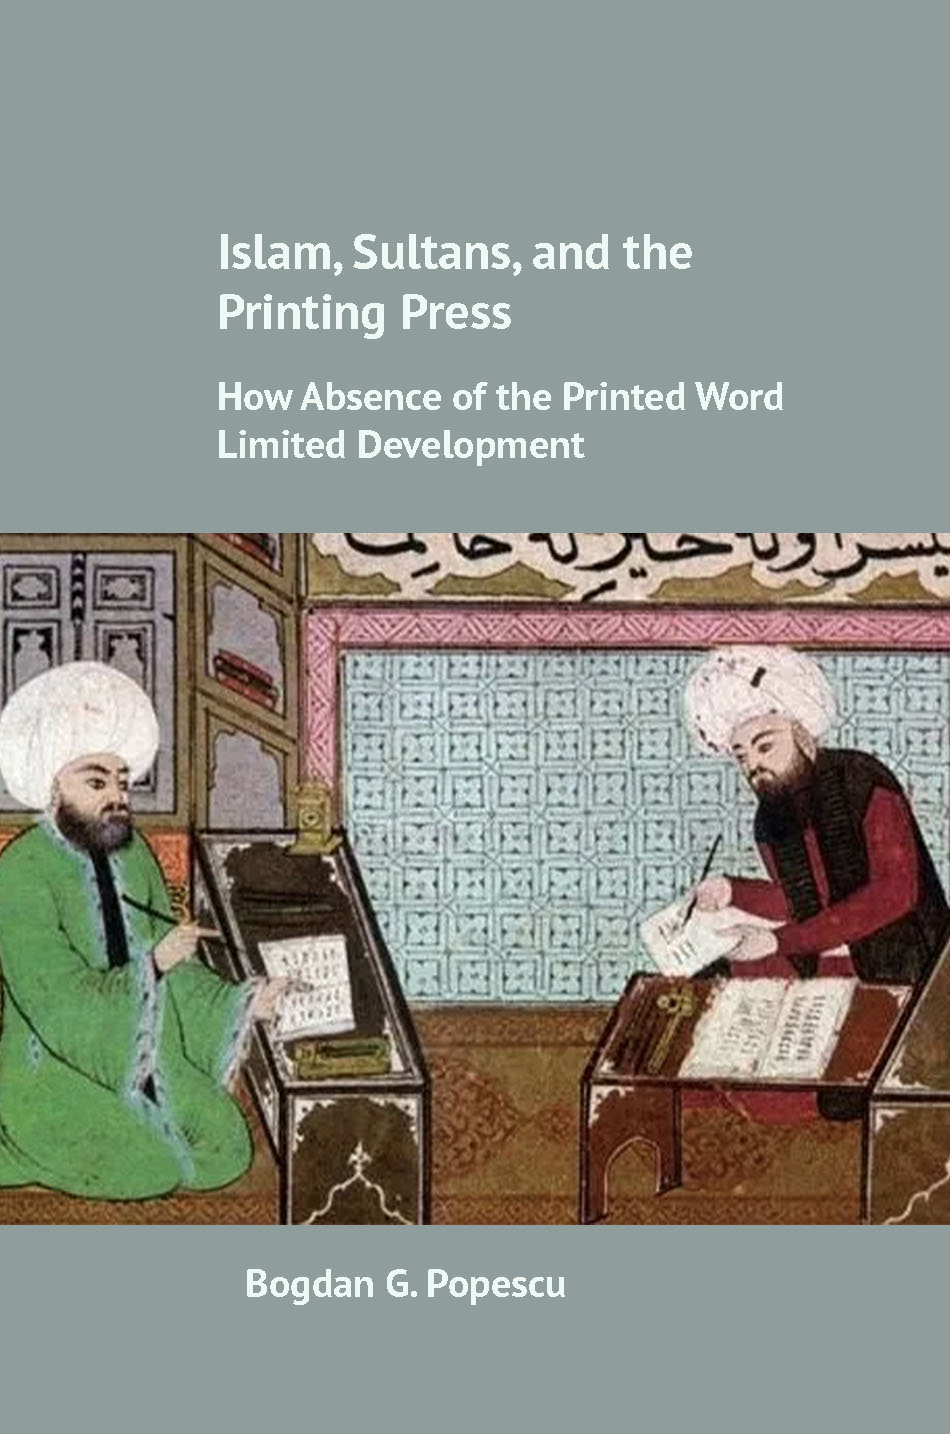 Islam, Sultans, and the
Printing Press
How Absence of the Printed Word
Limited Development
Bogdan G. Popescu